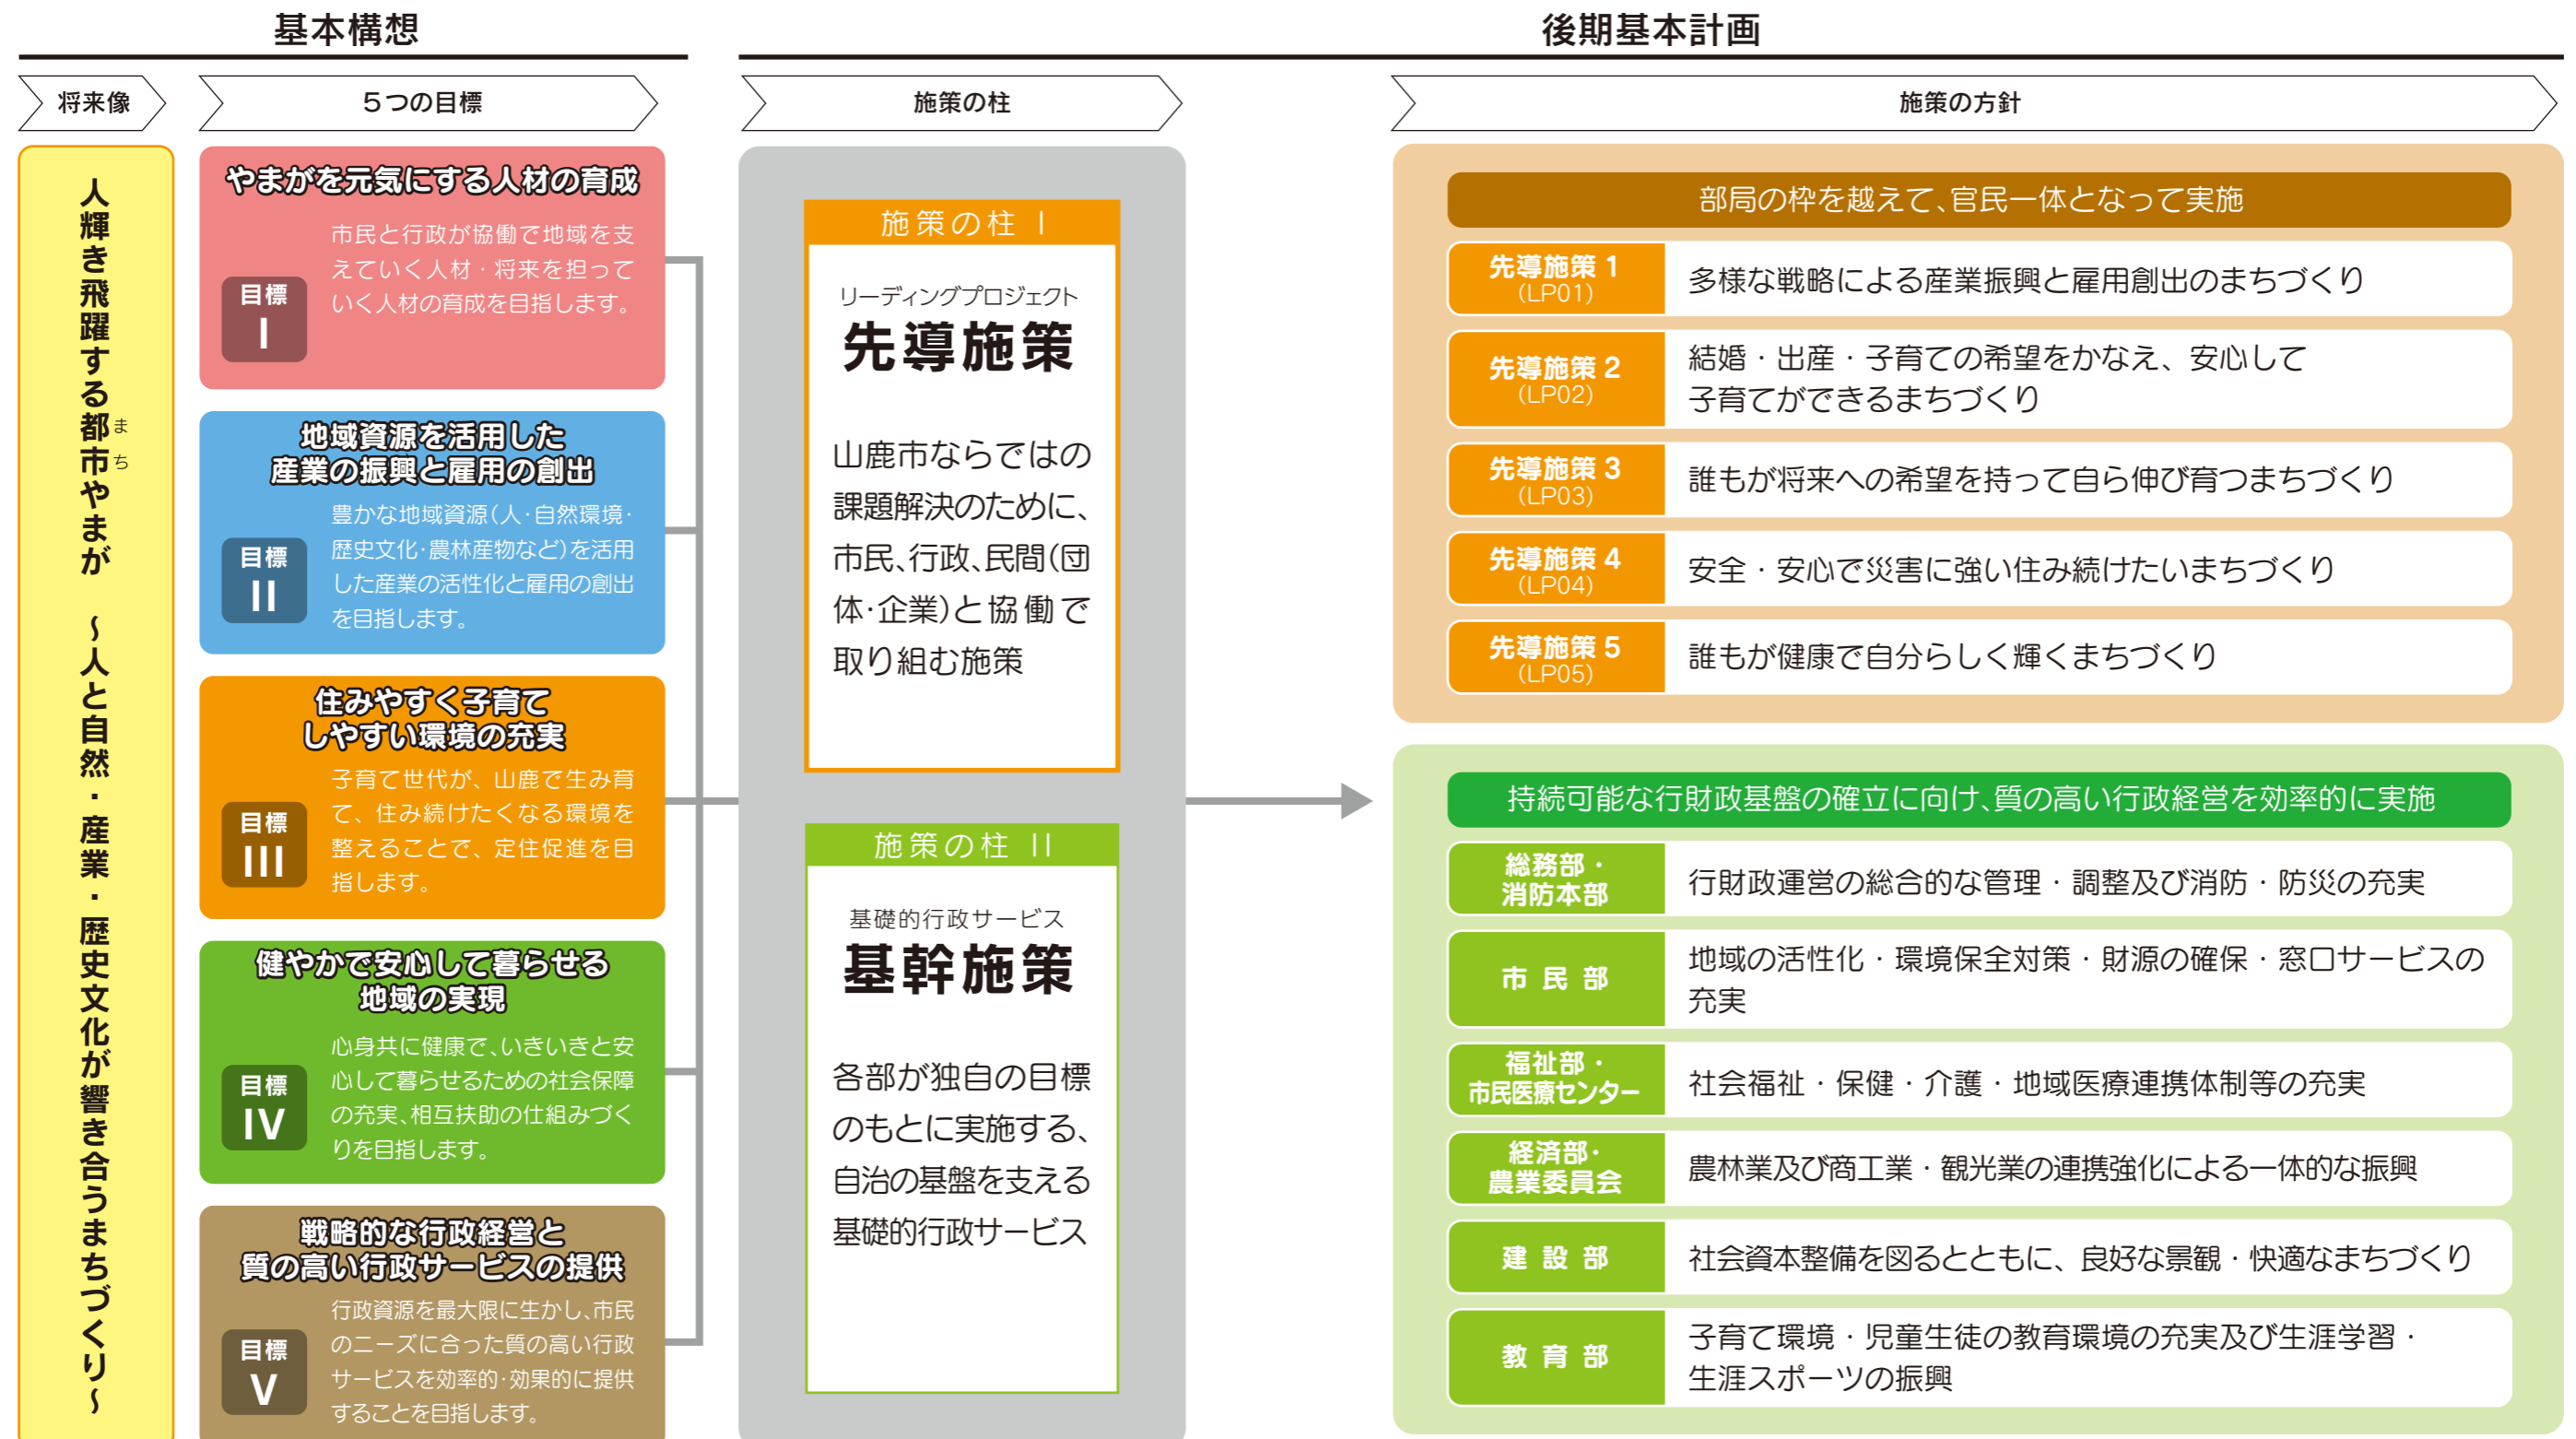 基本構想
将来像
5つの目標
人輝き飛躍する都市やまが　～人と自然・産業・歴史文化が響き合うまちづくり～
まち
やまがを元気にする人材の育成
目標
I
市民と行政が協働で地域を支
えていく人材・将来を担って
いく人材の育成を目指します。
地域資源を活用した
産業の振興と雇用の創出
目標
II
豊かな地域資源（人・自然環境・
歴史文化・農林産物など）を活用
した産業の活性化と雇用の創出
を目指します。
住みやすく子育て
しやすい環境の充実
目標
III
子育て世代が、山鹿で生み育
て、住み続けたくなる環境を
整えることで、定住促進を目
指します。
健やかで安心して暮らせる
地域の実現
目標
IV
心身共に健康で、いきいきと安
心して暮らせるための社会保障
の充実、相互扶助の仕組みづく
りを目指します。
戦略的な行政経営と
質の高い行政サービスの提供
目標
V
行政資源を最大限に生かし、市民
のニーズに合った質の高い行政
サービスを効率的・効果的に提供
することを目指します。
後期基本計画
施策の柱
施策の柱 I
リーディングプロジェクト
先導施策
山鹿市ならではの
課題解決のために、
市民、行政、民間（団
体・企業）と協働で
取り組む施策
施策の柱 II
基礎的行政サービス
基幹施策
各部が独自の目標
のもとに実施する、
自治の基盤を支える
基礎的行政サービス
施策の方針
部局の枠を越えて、官民一体となって実施
先導施策 1
（LP01）
多様な戦略による産業振興と雇用創出のまちづくり
先導施策 2
（LP02）
結婚・出産・子育ての希望をかなえ、安心して
子育てができるまちづくり
先導施策 3
（LP03）
誰もが将来への希望を持って自ら伸び育つまちづくり
先導施策 4
（LP04）
安全・安心で災害に強い住み続けたいまちづくり
先導施策 5
（LP05）
誰もが健康で自分らしく輝くまちづくり
持続可能な行財政基盤の確立に向け、質の高い行政経営を効率的に実施
総務部・
消防本部
行財政運営の総合的な管理・調整及び消防・防災の充実
市民部
地域の活性化・環境保全対策・財源の確保・窓口サービスの
充実
福祉部・
市民医療センター
社会福祉・保健・介護・地域医療連携体制等の充実
経済部・
農業委員会
農林業及び商工業・観光業の連携強化による一体的な振興
建設部
社会資本整備を図るとともに、良好な景観・快適なまちづくり
教育部
子育て環境・児童生徒の教育環境の充実及び生涯学習・
生涯スポーツの振興